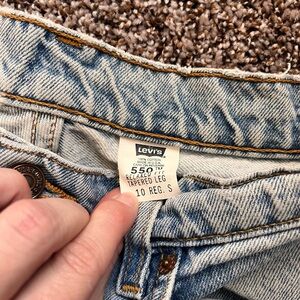 Levi's
550
RELAXED FIT
TAPERED LEG
10 REG. S